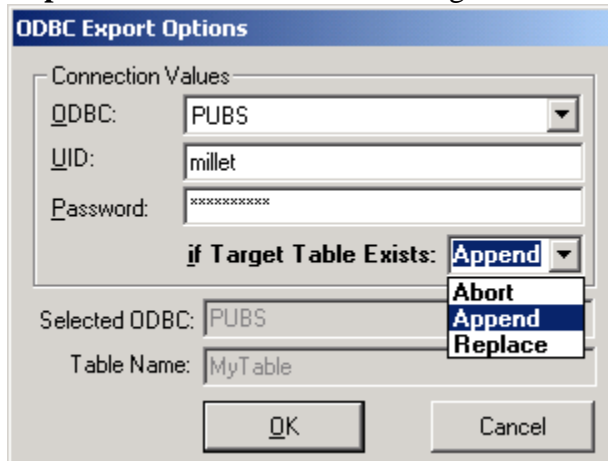 ODBC Export Options
Connection Values
ODBC: PUBS
UID: millet
Password: **********
if Target Table Exists: Append
Abort
Selected ODBC: PUBS Append
Replace
Table Name: MyTable
OK Cancel